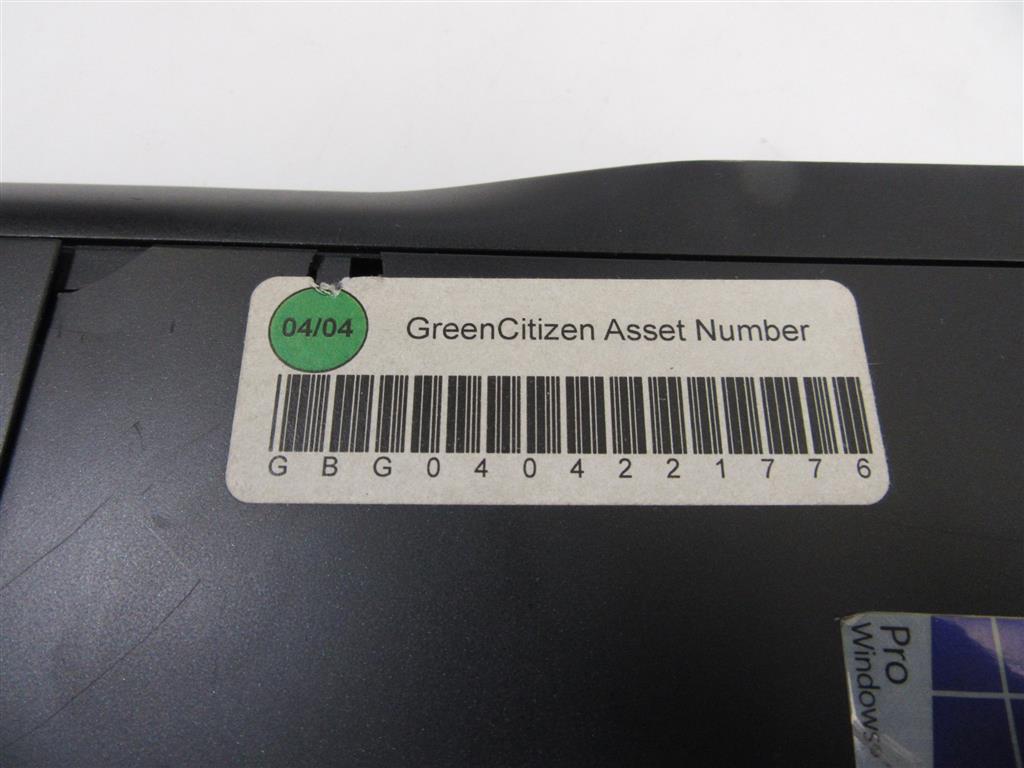 04/04
GreenCitizen Asset Number
G B G 0 4 0 4 2 2 1 7 7 6
Pro
Windows